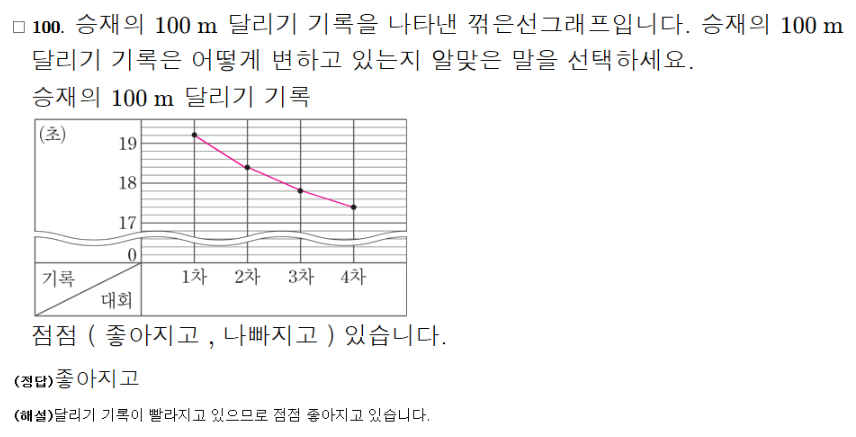 □ 100. 승재의 100 m 달리기 기록을 나타낸 꺾은선그래프입니다. 승재의 100 m
달리기 기록은 어떻게 변하고 있는지 알맞은 말을 선택하세요.
승재의 100 m 달리기 기록
(초)
19
18
17
0
기록
대회
1차 2차 3차 4차
점점 ( 좋아지고 , 나빠지고 ) 있습니다.
(정답)좋아지고
(해설)달리기 기록이 빨라지고 있으므로 점점 좋아지고 있습니다.